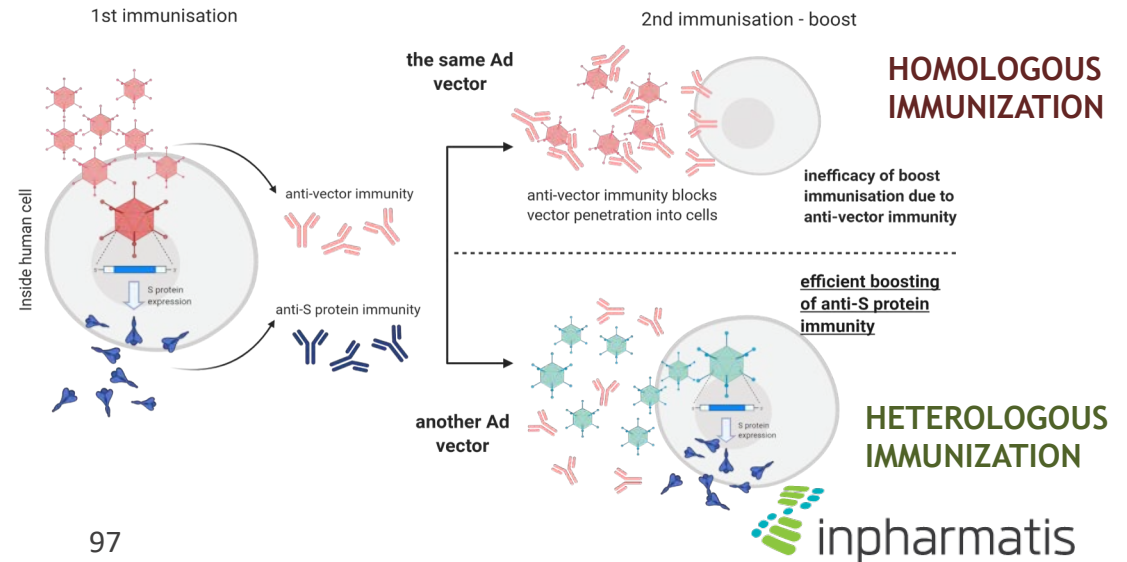 1st immunisation
2nd immunisation - boost
Inside human cell
S protein
expression
anti-vector immunity
anti-S protein immunity
the same Ad
vector
anti-vector immunity blocks
vector penetration into cells
HOMOLOGOUS
IMMUNIZATION
inefficacy of boost
immunisation due to
anti-vector immunity
another Ad
vector
S protein
expression
efficient boosting
of anti-S protein
immunity
HETEROLOGOUS
IMMUNIZATION
97
inpharmatis